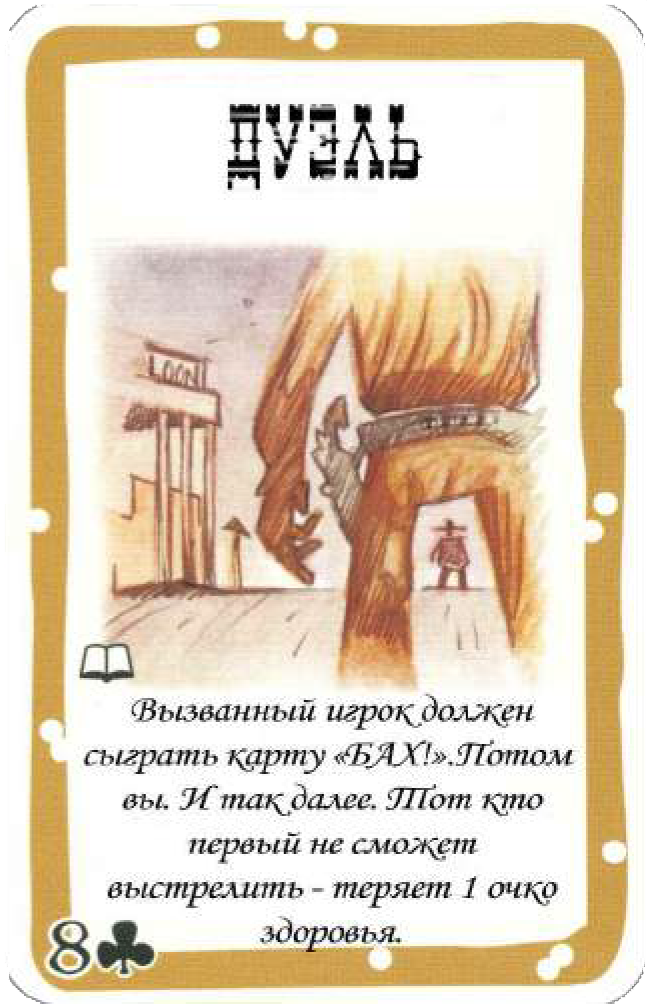 ДУЭЛЬ
LOON
Вызванный игрок должен
сыграть карту «БАХ!».Потом
вы. И так далее. Тот кто
первый не сможет
выстрелить - теряет 1 очко
здоровья.
8♣